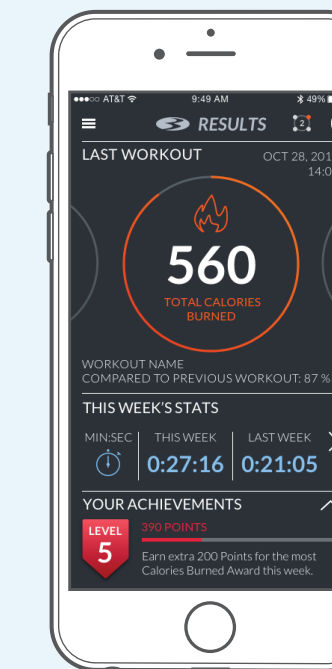 AT&T 9:49 AM 49%
RESULTS 2
LAST WORKOUT
OCT 28, 201
14:0
560
TOTAL CALORIES
BURNED
WORKOUT NAME
COMPARED TO PREVIOUS WORKOUT: 87 %
THIS WEEK'S STATS
MIN:SEC THIS WEEK LAST WEEK
0:27:16 0:21:05
YOUR ACHIEVEMENTS
LEVEL 390 POINTS
5
Earn extra 200 Points for the most
Calories Burned Award this week.